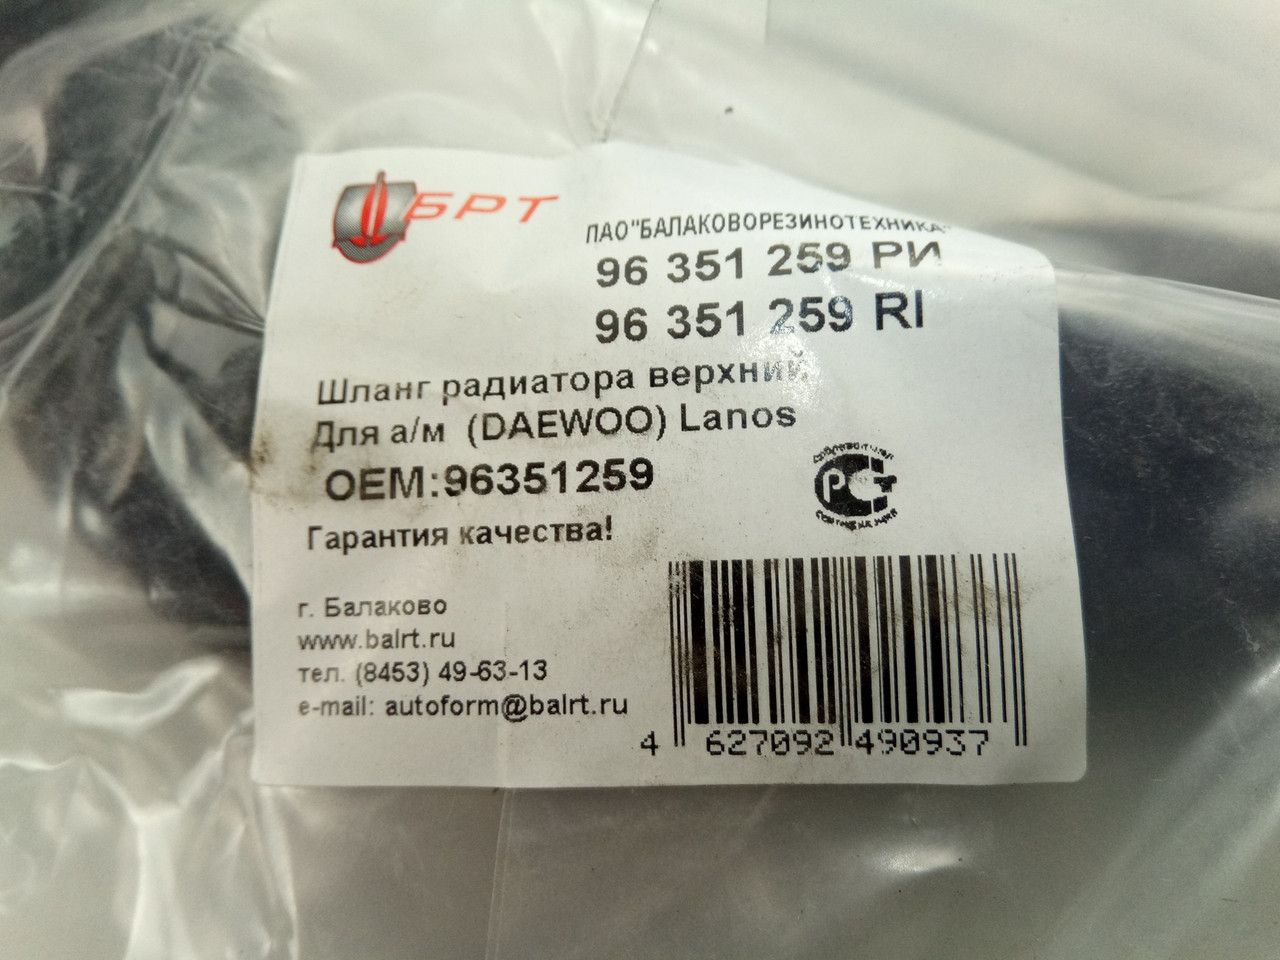 БРТ
ПАО"БАЛАКОВОРЕЗИНОТЕХНИКА"
96 351 259 РИ
96 351 259 RI
Шланг радиатора верхний
Для а/м (DAEWOO) Lanos
OEM:96351259
РСТ
Гарантия качества!
г. Балаково
www.balrt.ru
тел. (8453) 49-63-13
e-mail: autoform@balrt.ru
4 627092 490937